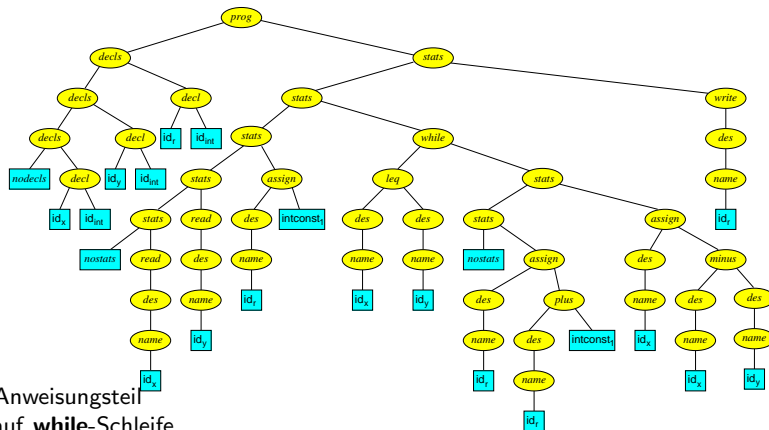 prog
decls stats
decls decl stats write
decls decl id_r id_int stats while des
nodecls decl id_y id_int stats assign leq stats name
id_x id_int stats read des intconst_1 des des stats assign id_r
nostats read des name name name nostats assign des minus
des name id_r id_x id_y des plus name des des
name id_y name des intconst_1 id_x name name
id_x id_r name id_x id_y
id_r
Anweisungsteil
auf while-Schleife